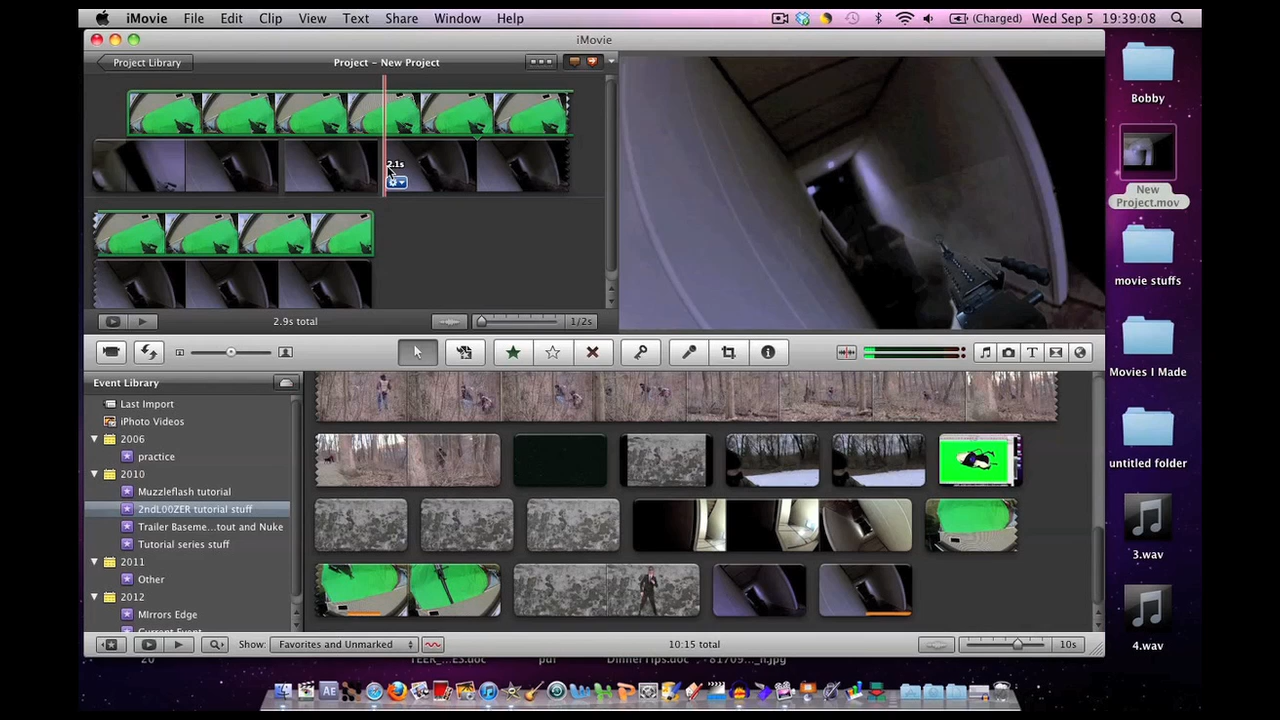 iMovie File Edit Clip View Text Share Window Help (Charged) Wed Sep 5 19:39:08
iMovie
Project Library Project – New Project
2.1s
2.9s total 1/2s
Event Library
Last Import
iPhoto Videos
2006
practice
2010
Muzzleflash tutorial
2ndL00ZER tutorial stuff
Trailer Baseme...tout and Nuke
Tutorial series stuff
2011
Other
2012
MIrrors Edge
Current Event
Show: Favorites and Unmarked 10:15 total 10s
Bobby
New
Project.mov
movie stuffs
Movies I Made
untitled folder
3.wav
4.wav
AE